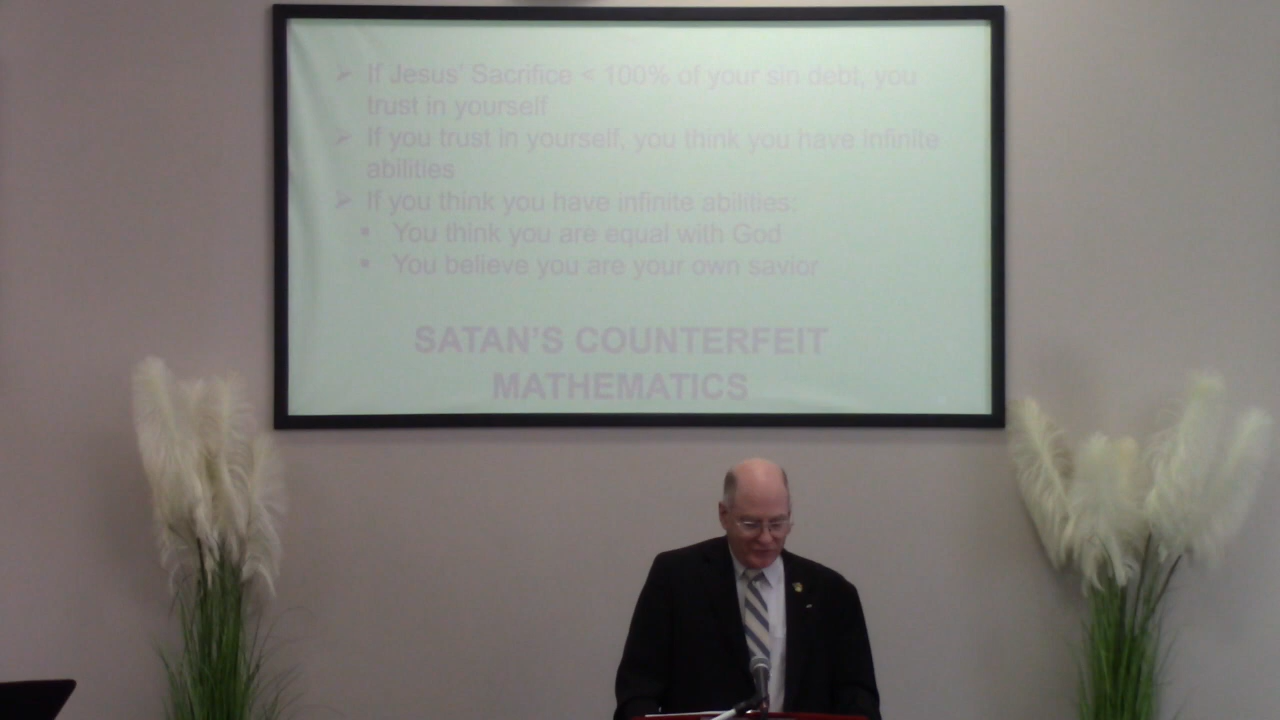 ➢ If Jesus' Sacrifice < 100% of your sin debt, you
trust in yourself
➢ If you trust in yourself, you think you have infinite
abilities
➢ If you think you have infinite abilities:
• You think you are equal with God
• You believe you are your own savior
SATAN'S COUNTERFEIT
MATHEMATICS